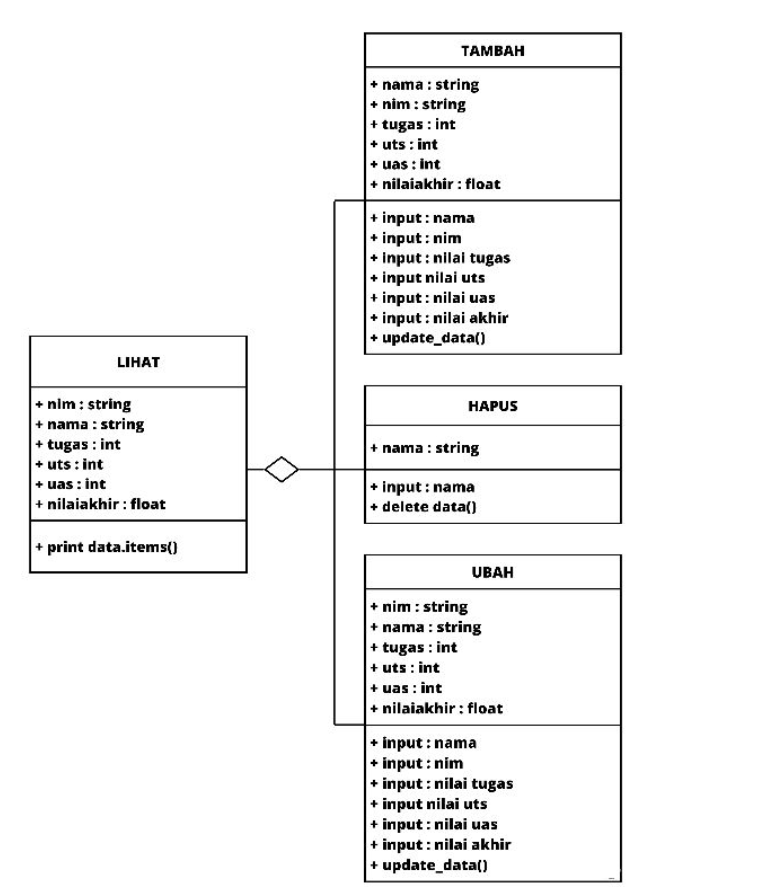 TAMBAH
+ nama : string
+ nim : string
+ tugas : int
+ uts : int
+ uas : int
+ nilaiakhir : float
+ input : nama
+ input : nim
+ input : nilai tugas
+ input nilai uts
+ input : nilai uas
+ input : nilai akhir
+ update_data()
LIHAT
+ nim : string
+ nama : string
+ tugas : int
+ uts : int
+ uas : int
+ nilaiakhir : float
+ print data.items()
HAPUS
+ nama : string
+ input : nama
+ delete data()
UBAH
+ nim : string
+ nama : string
+ tugas : int
+ uts : int
+ uas : int
+ nilaiakhir : float
+ input : nama
+ input : nim
+ input : nilai tugas
+ input nilai uts
+ input : nilai uas
+ input : nilai akhir
+ update_data()